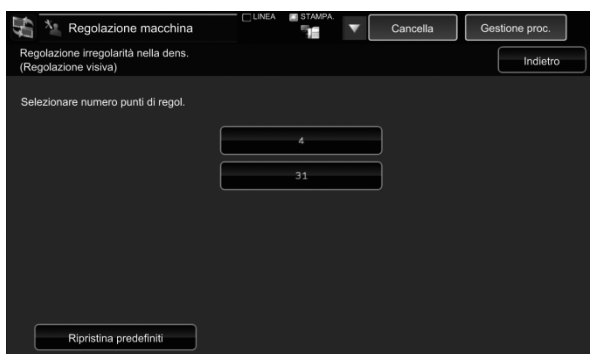 Regolazione macchina
LINEA
STAMPA.
Cancella
Gestione proc.
Regolazione irregolarità nella dens.
(Regolazione visiva)
Indietro
Selezionare numero punti di regol.
4
31
Ripristina predefiniti